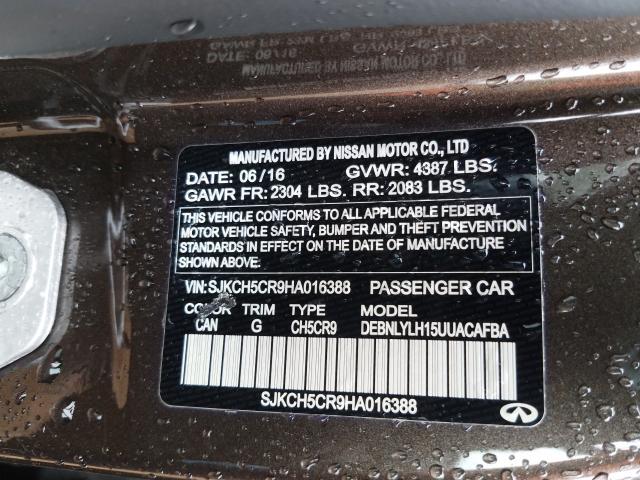 MANUFACTURED BY NISSAN MOTOR CO., LTD
DATE: 06/16 GVWR: 4387 LBS.
GAWR FR: 2304 LBS. RR: 2083 LBS.
THIS VEHICLE CONFORMS TO ALL APPLICABLE FEDERAL
MOTOR VEHICLE SAFETY, BUMPER AND THEFT PREVENTION
STANDARDS IN EFFECT ON THE DATE OF MANUFACTURE
SHOWN ABOVE.
VIN: SJKCH5CR9HA016388 PASSENGER CAR
COLOR TRIM MODEL
CAN G CH5CR9 DEBNLYLH15UUACAFBA
SJKCH5CR9HA016388